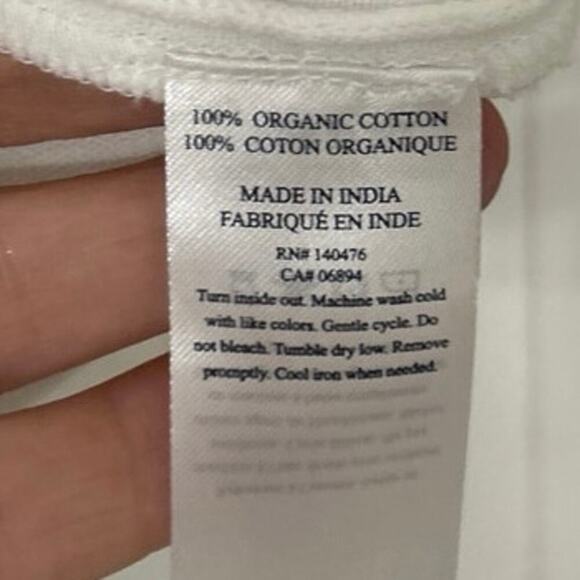 100% ORGANIC COTTON
100% COTON ORGANIQUE
MADE IN INDIA
FABRIQUÉ EN INDE
RN# 140476
CA# 06894
Turn inside out. Machine wash cold
with like colors. Gentle cycle. Do
not bleach. Tumble dry low. Remove
promptly. Cool iron when needed.